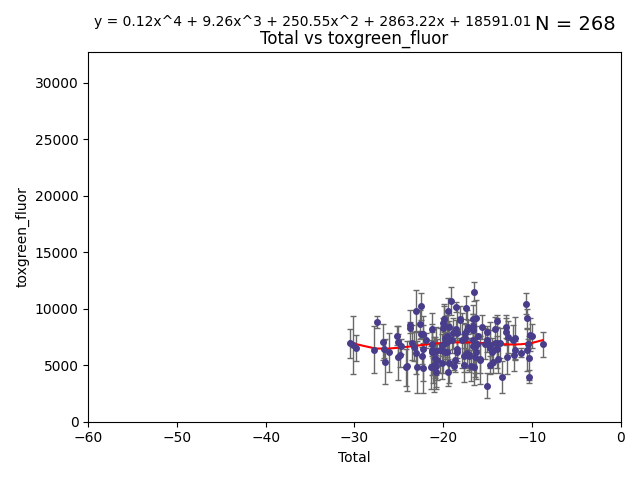 y = 0.12x^4 + 9.26x^3 + 250.55x^2 + 2863.22x + 18591.01 N = 268
Total vs toxgreen_fluor
30000
25000
20000
15000
10000
5000
0
toxgreen_fluor
−60 −50 −40 −30 −20 −10 0
Total